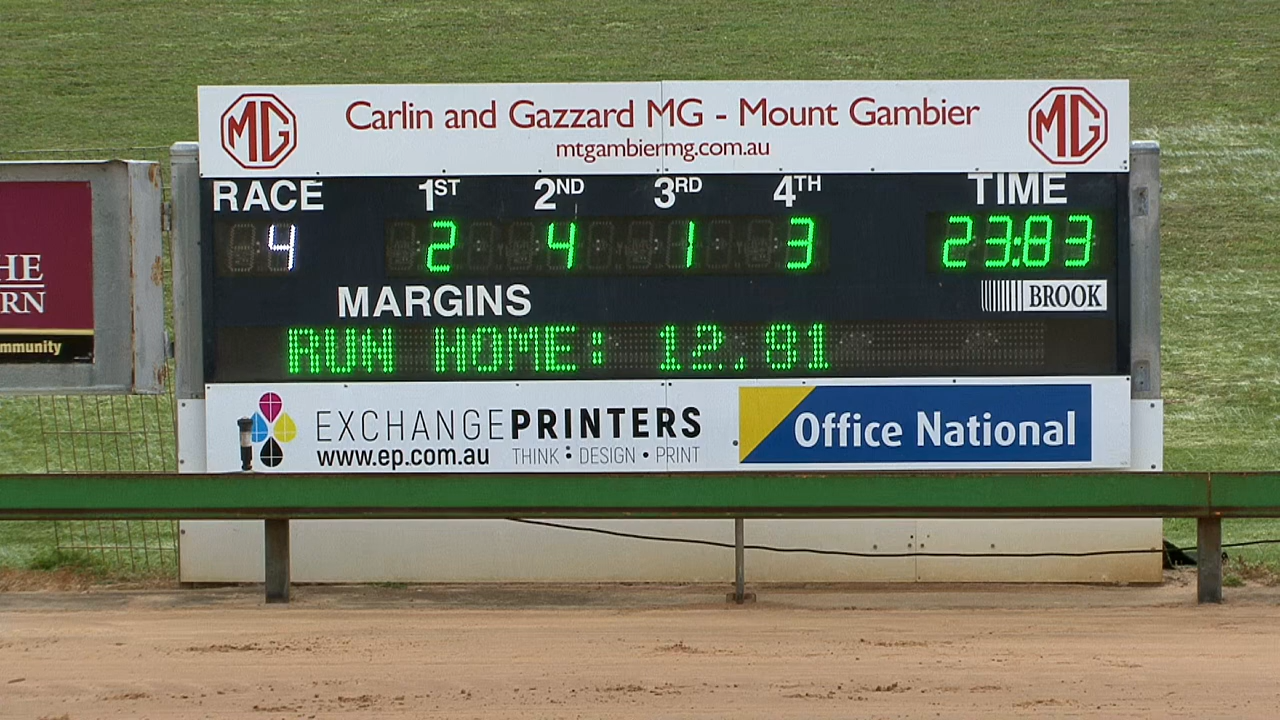 Carlin and Gazzard MG - Mount Gambier
MG
MG
mtgambiermg.com.au
RACE 1ST 2ND 3RD 4TH TIME
4 2 4 1 3 23:83
MARGINS
BROOK
RUN HOME: 12.91
HE
RN
mmunity
EXCHANGEPRINTERS
www.ep.com.au THINK : DESIGN • PRINT
Office National